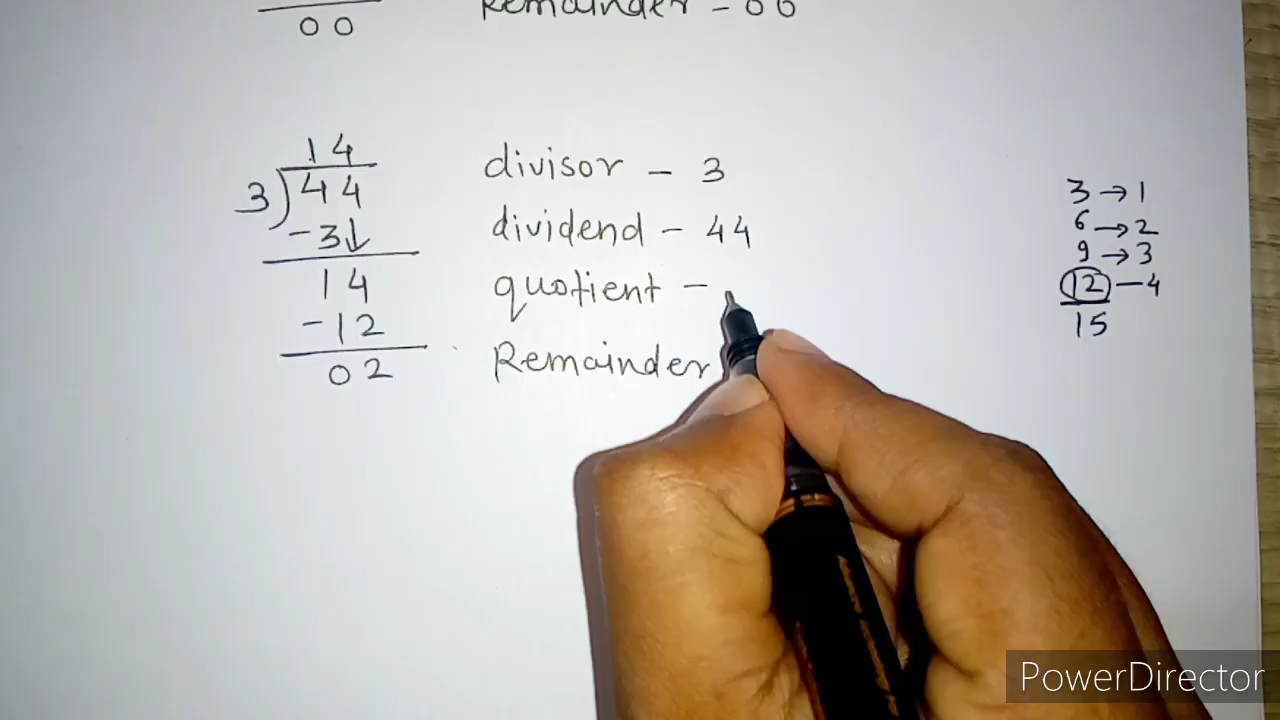 00 Remainder - 00
14
3)44
-3↓
14
-12
02
divisor - 3
dividend - 44
quotient -
Remainder
3 → 1
6 → 2
9 → 3
12 - 4
15
PowerDirector